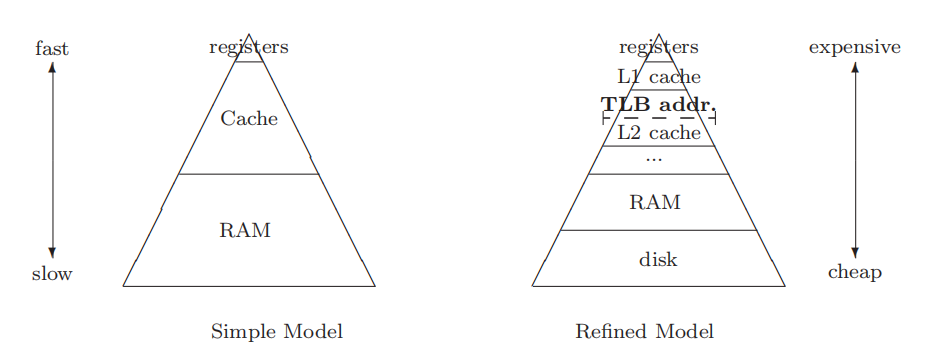 fast
registers
Cache
RAM
slow
Simple Model
registers
L1 cache
TLB addr.
L2 cache
...
RAM
disk
Refined Model
expensive
cheap